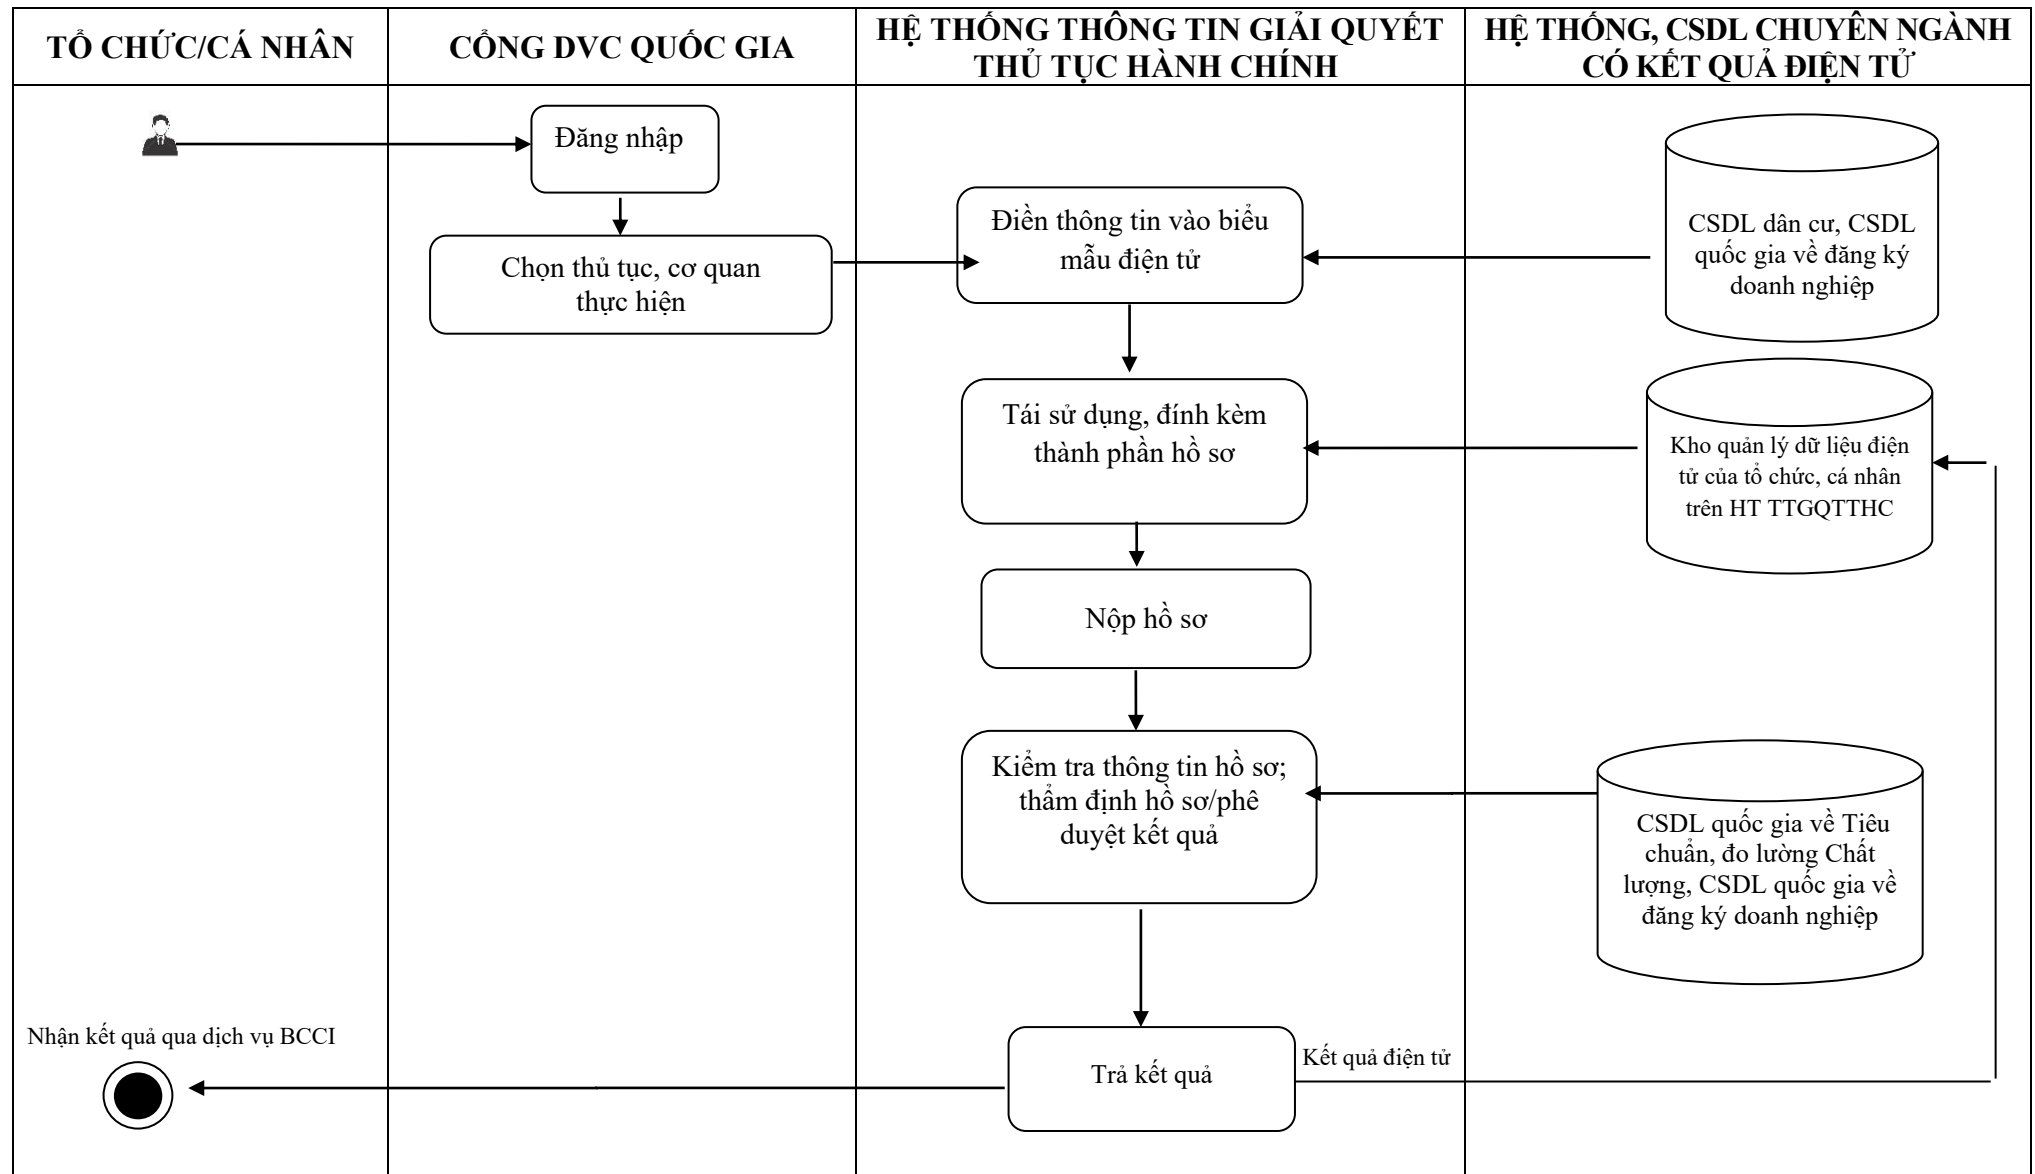 TỔ CHỨC/CÁ NHÂN
CỔNG DVC QUỐC GIA
HỆ THỐNG THÔNG TIN GIẢI QUYẾT
THỦ TỤC HÀNH CHÍNH
HỆ THỐNG, CSDL CHUYÊN NGÀNH
CÓ KẾT QUẢ ĐIỆN TỬ
Đăng nhập
Chọn thủ tục, cơ quan
thực hiện
Điền thông tin vào biểu
mẫu điện tử
CSDL dân cư, CSDL
quốc gia về đăng ký
doanh nghiệp
Tái sử dụng, đính kèm
thành phần hồ sơ
Kho quản lý dữ liệu điện
tử của tổ chức, cá nhân
trên HT TTGQTTHC
Nộp hồ sơ
Kiểm tra thông tin hồ sơ;
thẩm định hồ sơ/phê
duyệt kết quả
CSDL quốc gia về Tiêu
chuẩn, đo lường Chất
lượng, CSDL quốc gia về
đăng ký doanh nghiệp
Nhận kết quả qua dịch vụ BCCI
Trả kết quả
Kết quả điện tử